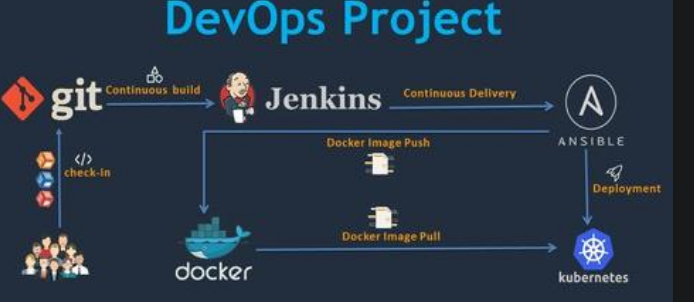 DevOps Project
git
Continuous build
Jenkins
Continuous Delivery
A
ANSIBLE
Docker Image Push
</>
check-in
Deployment
Docker Image Pull
docker
kubernetes